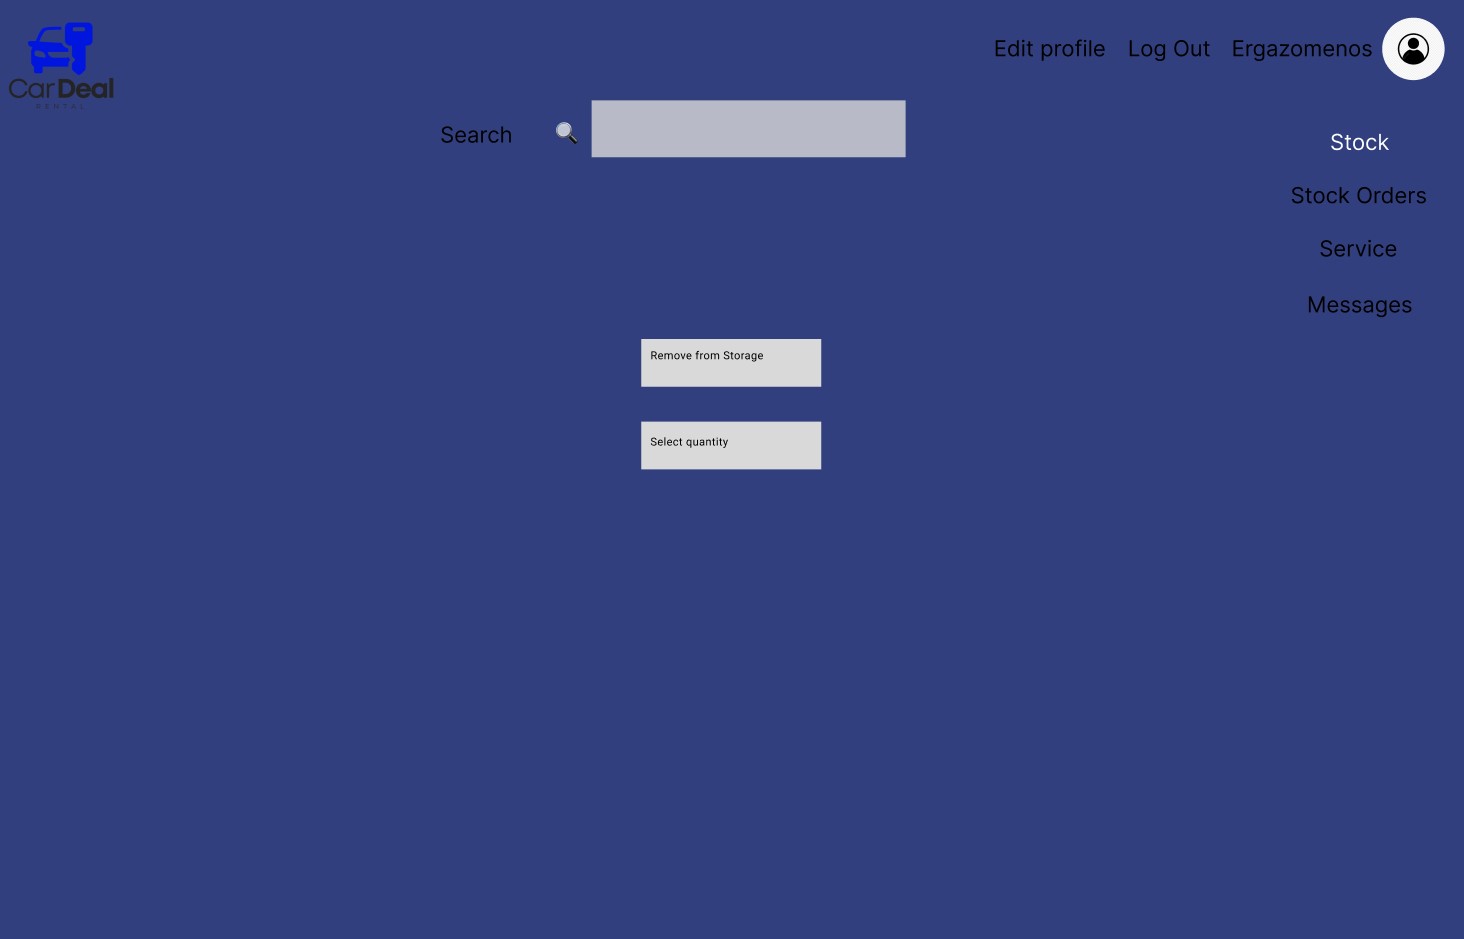 CarDeal
RENTAL
Edit profile
Log Out
Ergazomenos
Search
Stock
Stock Orders
Service
Messages
Remove from Storage
Select quantity